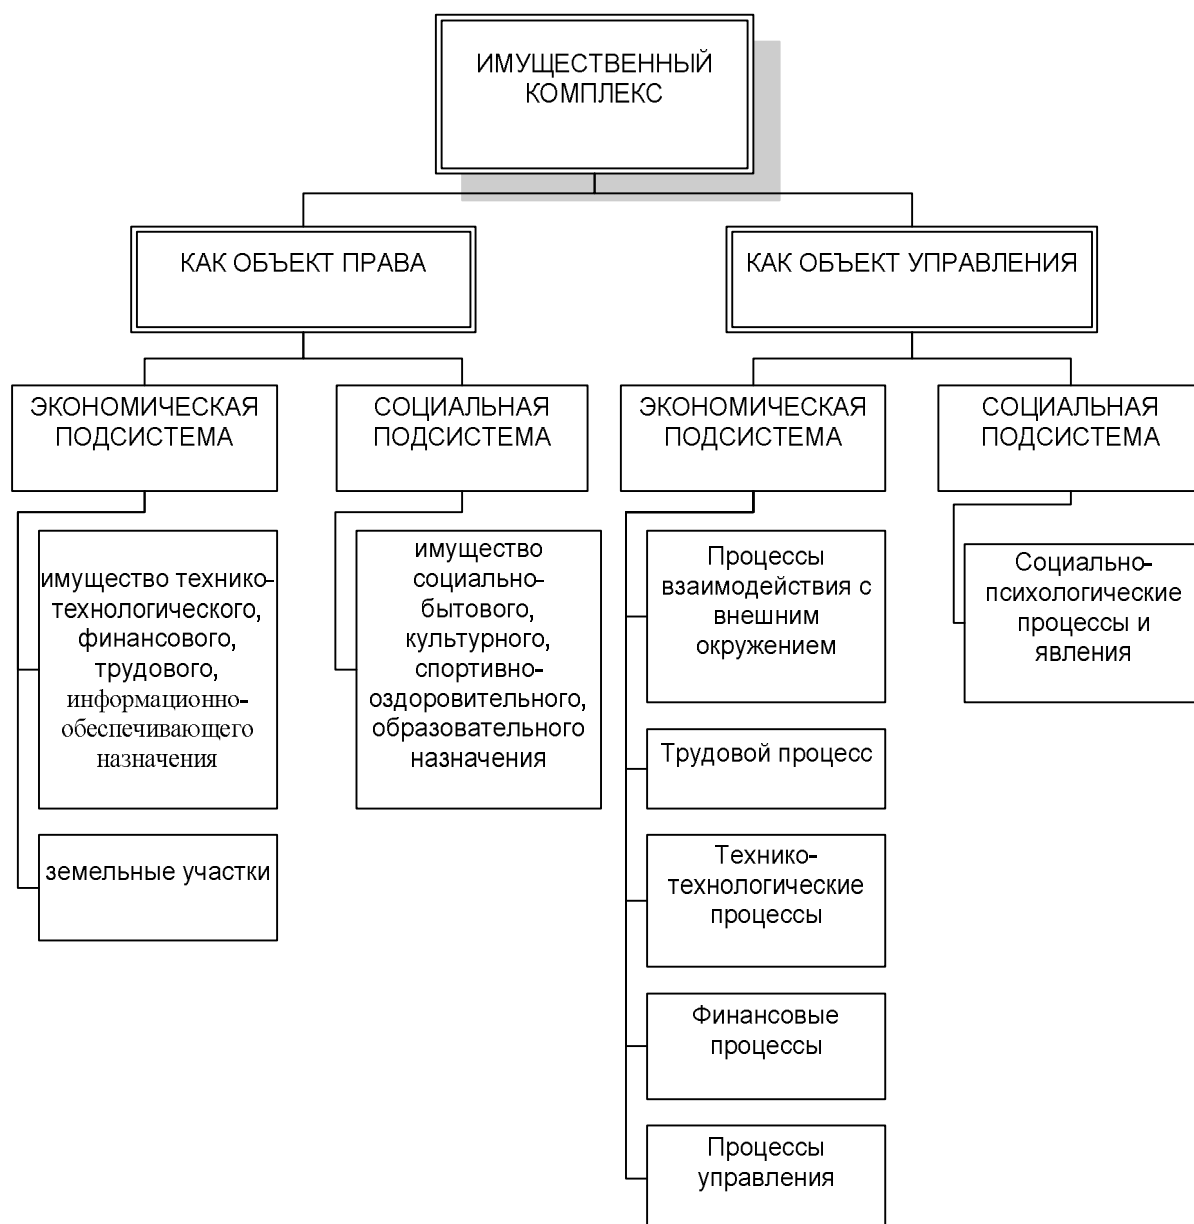 ИМУЩЕСТВЕННЫЙ
КОМПЛЕКС
КАК ОБЪЕКТ ПРАВА
КАК ОБЪЕКТ УПРАВЛЕНИЯ
ЭКОНОМИЧЕСКАЯ
ПОДСИСТЕМА
СОЦИАЛЬНАЯ
ПОДСИСТЕМА
ЭКОНОМИЧЕСКАЯ
ПОДСИСТЕМА
СОЦИАЛЬНАЯ
ПОДСИСТЕМА
имущество технико-
технологического,
финансового,
трудового,
информационно-
обеспечивающего
назначения
земельные участки
имущество
социально-
бытового,
культурного,
спортивно-
оздоровительного,
образовательного
назначения
Процессы
взаимодействия с
внешним
окружением
Трудовой процесс
Технико-
технологические
процессы
Финансовые
процессы
Процессы
управления
Социально-
психологические
процессы и
явления